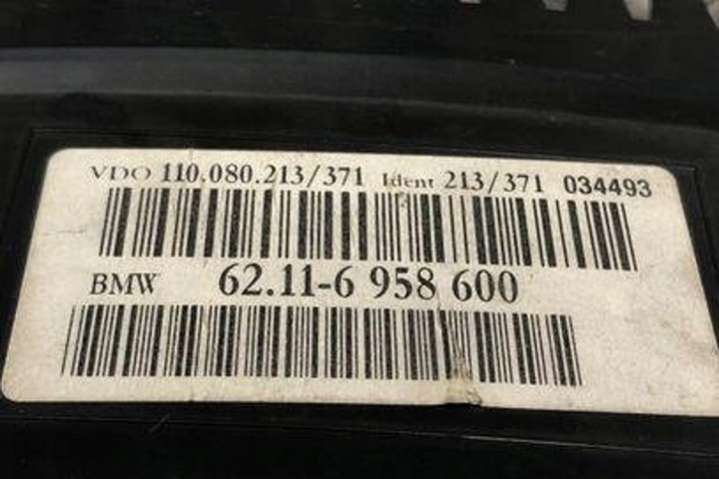 VDO 110.080.213/371 Ident 213/371 034493
BMW 62.11-6 958 600